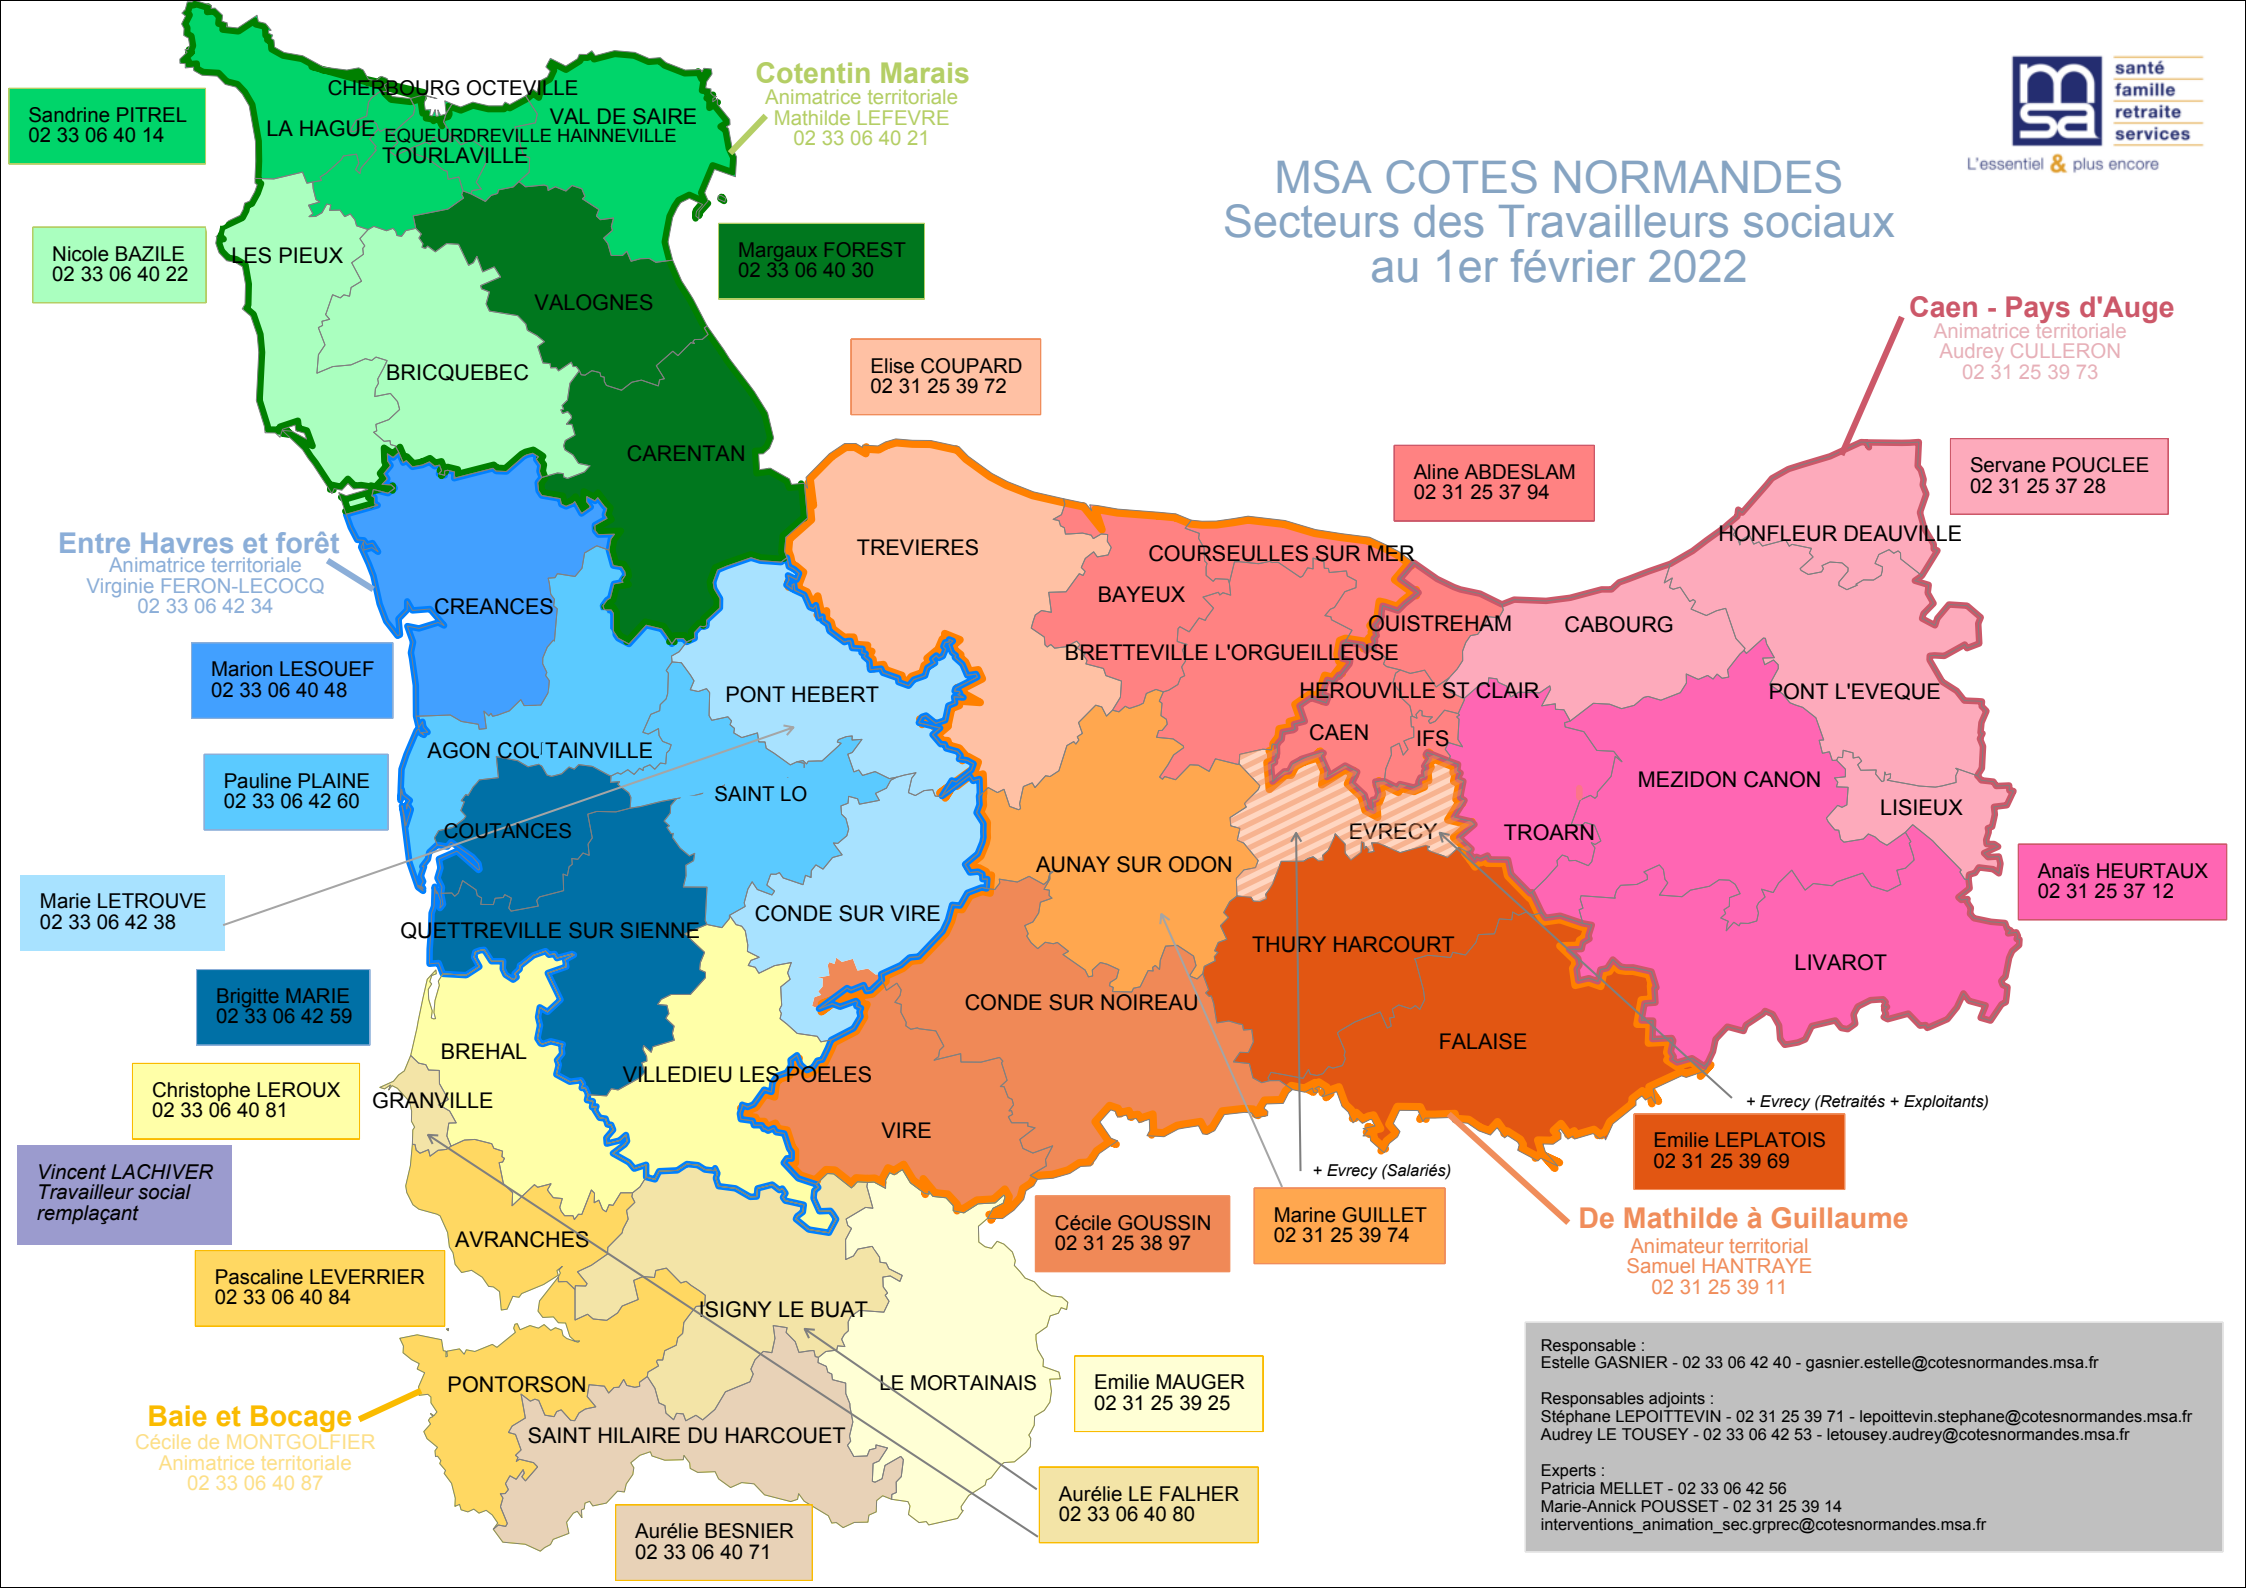 CHERBOURG OCTEVILLE
Sandrine PITREL
02 33 06 40 14
LA HAGUE
VAL DE SAIRE
EQUEURDREVILLE HAINNEVILLE
TOURLAVILLE
Cotentin Marais
Animatrice territoriale
Mathilde LEFEVRE
02 33 06 40 21
msa
santé
famille
retraite
services
L'essentiel & plus encore
MSA COTES NORMANDES
Secteurs des Travailleurs sociaux
au 1er février 2022
Nicole BAZILE
02 33 06 40 22
LES PIEUX
Margaux FOREST
02 33 06 40 30
VALOGNES
BRICQUEBEC
CARENTAN
Elise COUPARD
02 31 25 39 72
Caen - Pays d'Auge
Animatrice territoriale
Audrey CULLERON
02 31 25 39 73
Aline ABDESLAM
02 31 25 37 94
Servane POUCLEE
02 31 25 37 28
Entre Havres et forêt
Animatrice territoriale
Virginie FERON-LECOCQ
02 33 06 42 34
TREVIERES
COURSEULLES SUR MER
HONFLEUR DEAUVILLE
CREANCES
BAYEUX
OUISTREHAM
CABOURG
BRETTEVILLE L'ORGUEILLEUSE
Marion LESOUEF
02 33 06 40 48
PONT HEBERT
HEROUVILLE ST CLAIR
PONT L'EVEQUE
CAEN
IFS
AGON COUTAINVILLE
Pauline PLAINE
02 33 06 42 60
SAINT LO
MEZIDON CANON
LISIEUX
COUTANCES
EVRECY
TROARN
AUNAY SUR ODON
Marie LETROUVE
02 33 06 42 38
Anaïs HEURTAUX
02 31 25 37 12
CONDE SUR VIRE
QUETTREVILLE SUR SIENNE
THURY HARCOURT
LIVAROT
Brigitte MARIE
02 33 06 42 59
CONDE SUR NOIREAU
FALAISE
BREHAL
VILLEDIEU LES POELES
Christophe LEROUX
02 33 06 40 81
GRANVILLE
VIRE
+ Evrecy (Retraités + Exploitants)
Emilie LEPLATOIS
02 31 25 39 69
+ Evrecy (Salariés)
Vincent LACHIVER
Travailleur social
remplaçant
Cécile GOUSSIN
02 31 25 38 97
Marine GUILLET
02 31 25 39 74
De Mathilde à Guillaume
Animateur territorial
Samuel HANTRAYE
02 31 25 39 11
AVRANCHES
Pascaline LEVERRIER
02 33 06 40 84
ISIGNY LE BUAT
PONTORSON
LE MORTAINAIS
Emilie MAUGER
02 31 25 39 25
Baie et Bocage
Cécile de MONTGOLFIER
Animatrice territoriale
02 33 06 40 87
SAINT HILAIRE DU HARCOUET
Aurélie LE FALHER
02 33 06 40 80
Aurélie BESNIER
02 33 06 40 71
Responsable :
Estelle GASNIER - 02 33 06 42 40 - gasnier.estelle@cotesnormandes.msa.fr
Responsables adjoints :
Stéphane LEPOITTEVIN - 02 31 25 39 71 - lepoittevin.stephane@cotesnormandes.msa.fr
Audrey LE TOUSEY - 02 33 06 42 53 - letousey.audrey@cotesnormandes.msa.fr
Experts :
Patricia MELLET - 02 33 06 42 56
Marie-Annick POUSSET - 02 31 25 39 14
interventions_animation_sec.grprec@cotesnormandes.msa.fr